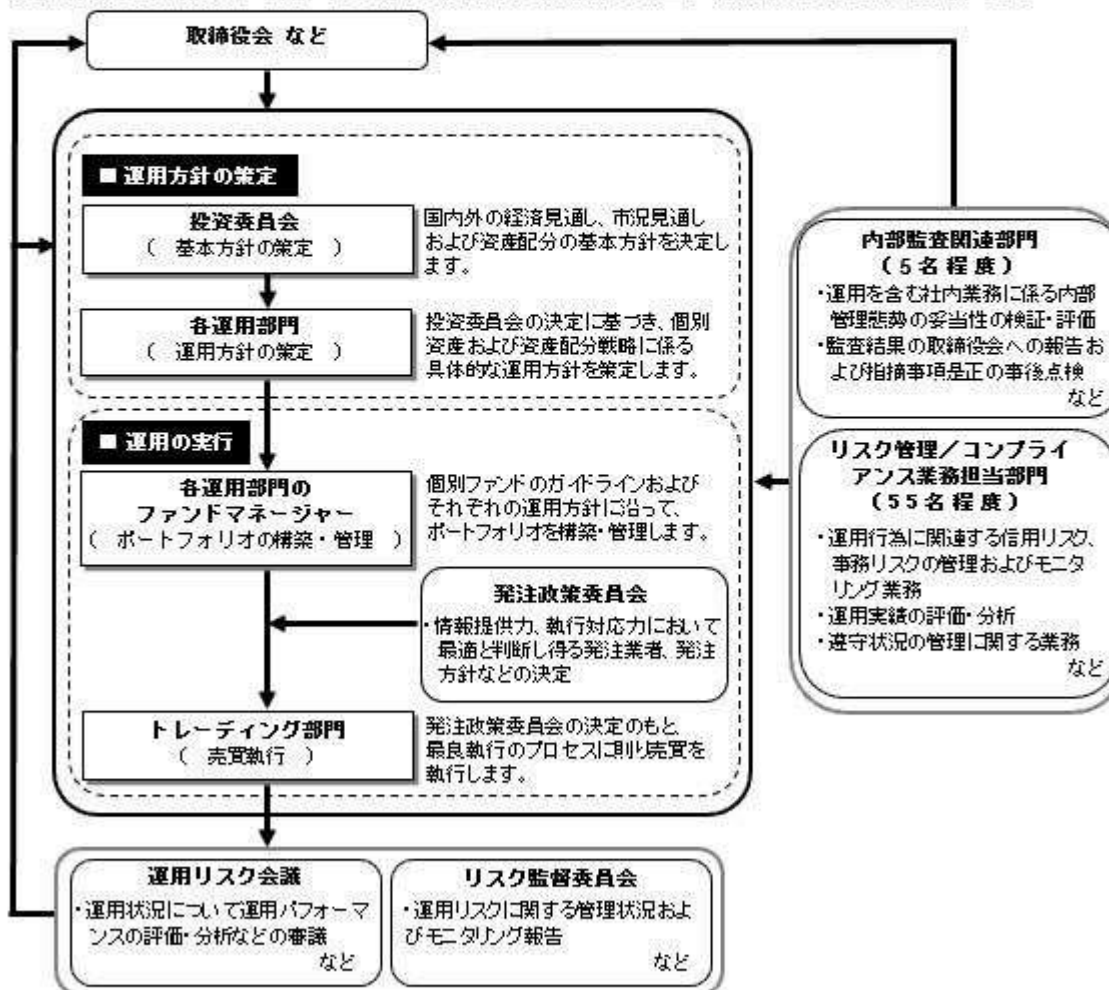 取締役会 など
■ 運用方針の策定
投資委員会
( 基本方針の策定 )
国内外の経済見通し、市況見通し
および資産配分の基本方針を決定し
ます。
各運用部門
( 運用方針の策定 )
投資委員会の決定に基づき、個別
資産および資産配分戦略に係る
具体的な運用方針を策定します。
■ 運用の実行
各運用部門の
ファンドマネージャー
( ポートフォリオの構築・管理 )
個別ファンドのガイドラインおよび
それぞれの運用方針に沿って、
ポートフォリオを構築・管理します。
発注政策委員会
・情報提供力、執行対応力において
最適と判断し得る発注業者、発注
方針などの決定
トレーディング部門
( 売買執行 )
発注政策委員会の決定のもと、
最良執行のプロセスに則り売買を
執行します。
内部監査関連部門
(5名程度)
・運用を含む社内業務に係る内部
管理態勢の妥当性の検証・評価
・監査結果の取締役会への報告お
よび指摘事項是正の事後点検
など
リスク管理/コンプライ
アンス業務担当部門
(55名程度)
・運用行為に関連する信用リスク、
事務リスクの管理およびモニタ
リング業務
・運用実績の評価・分析
・遵守状況の管理に関する業務
など
運用リスク会議
・運用状況について運用パフォーマ
ンスの評価・分析などの審議
など
リスク監督委員会
・運用リスクに関する管理状況およ
びモニタリング報告
など